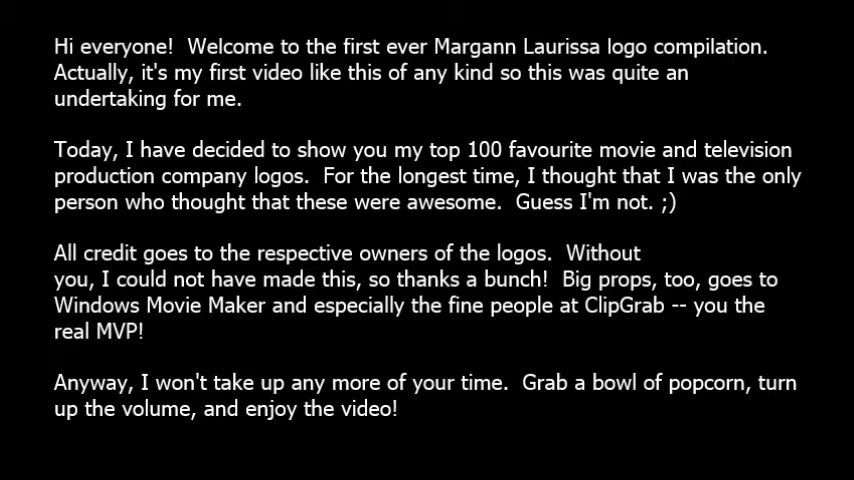 Hi everyone!  Welcome to the first ever Margann Laurissa logo compilation.
Actually, it's my first video like this of any kind so this was quite an
undertaking for me.
Today, I have decided to show you my top 100 favourite movie and television
production company logos.  For the longest time, I thought that I was the only
person who thought that these were awesome.  Guess I'm not. ;)
All credit goes to the respective owners of the logos.  Without
you, I could not have made this, so thanks a bunch!  Big props, too, goes to
Windows Movie Maker and especially the fine people at ClipGrab -- you the
real MVP!
Anyway, I won't take up any more of your time.  Grab a bowl of popcorn, turn
up the volume, and enjoy the video!